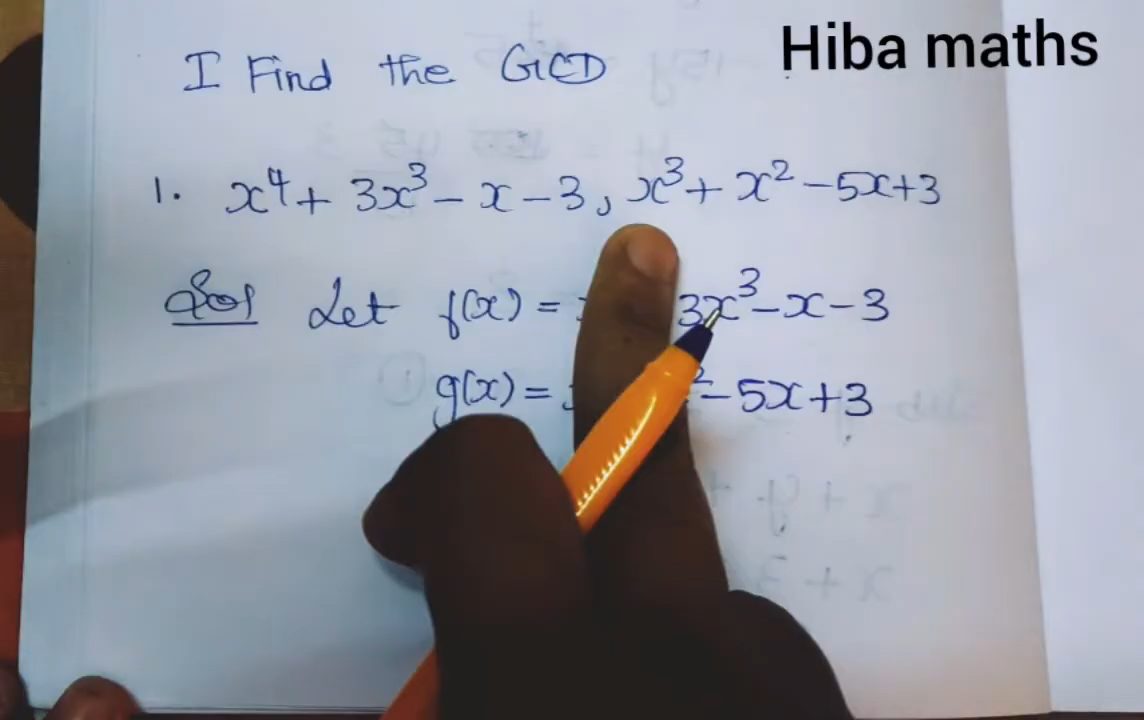 Hiba maths
I Find the GCD
1. x⁴ + 3x³ - x - 3, x³ + x² - 5x + 3
Sol Let f(x) = 3x³ - x - 3
g(x) = ² - 5x + 3